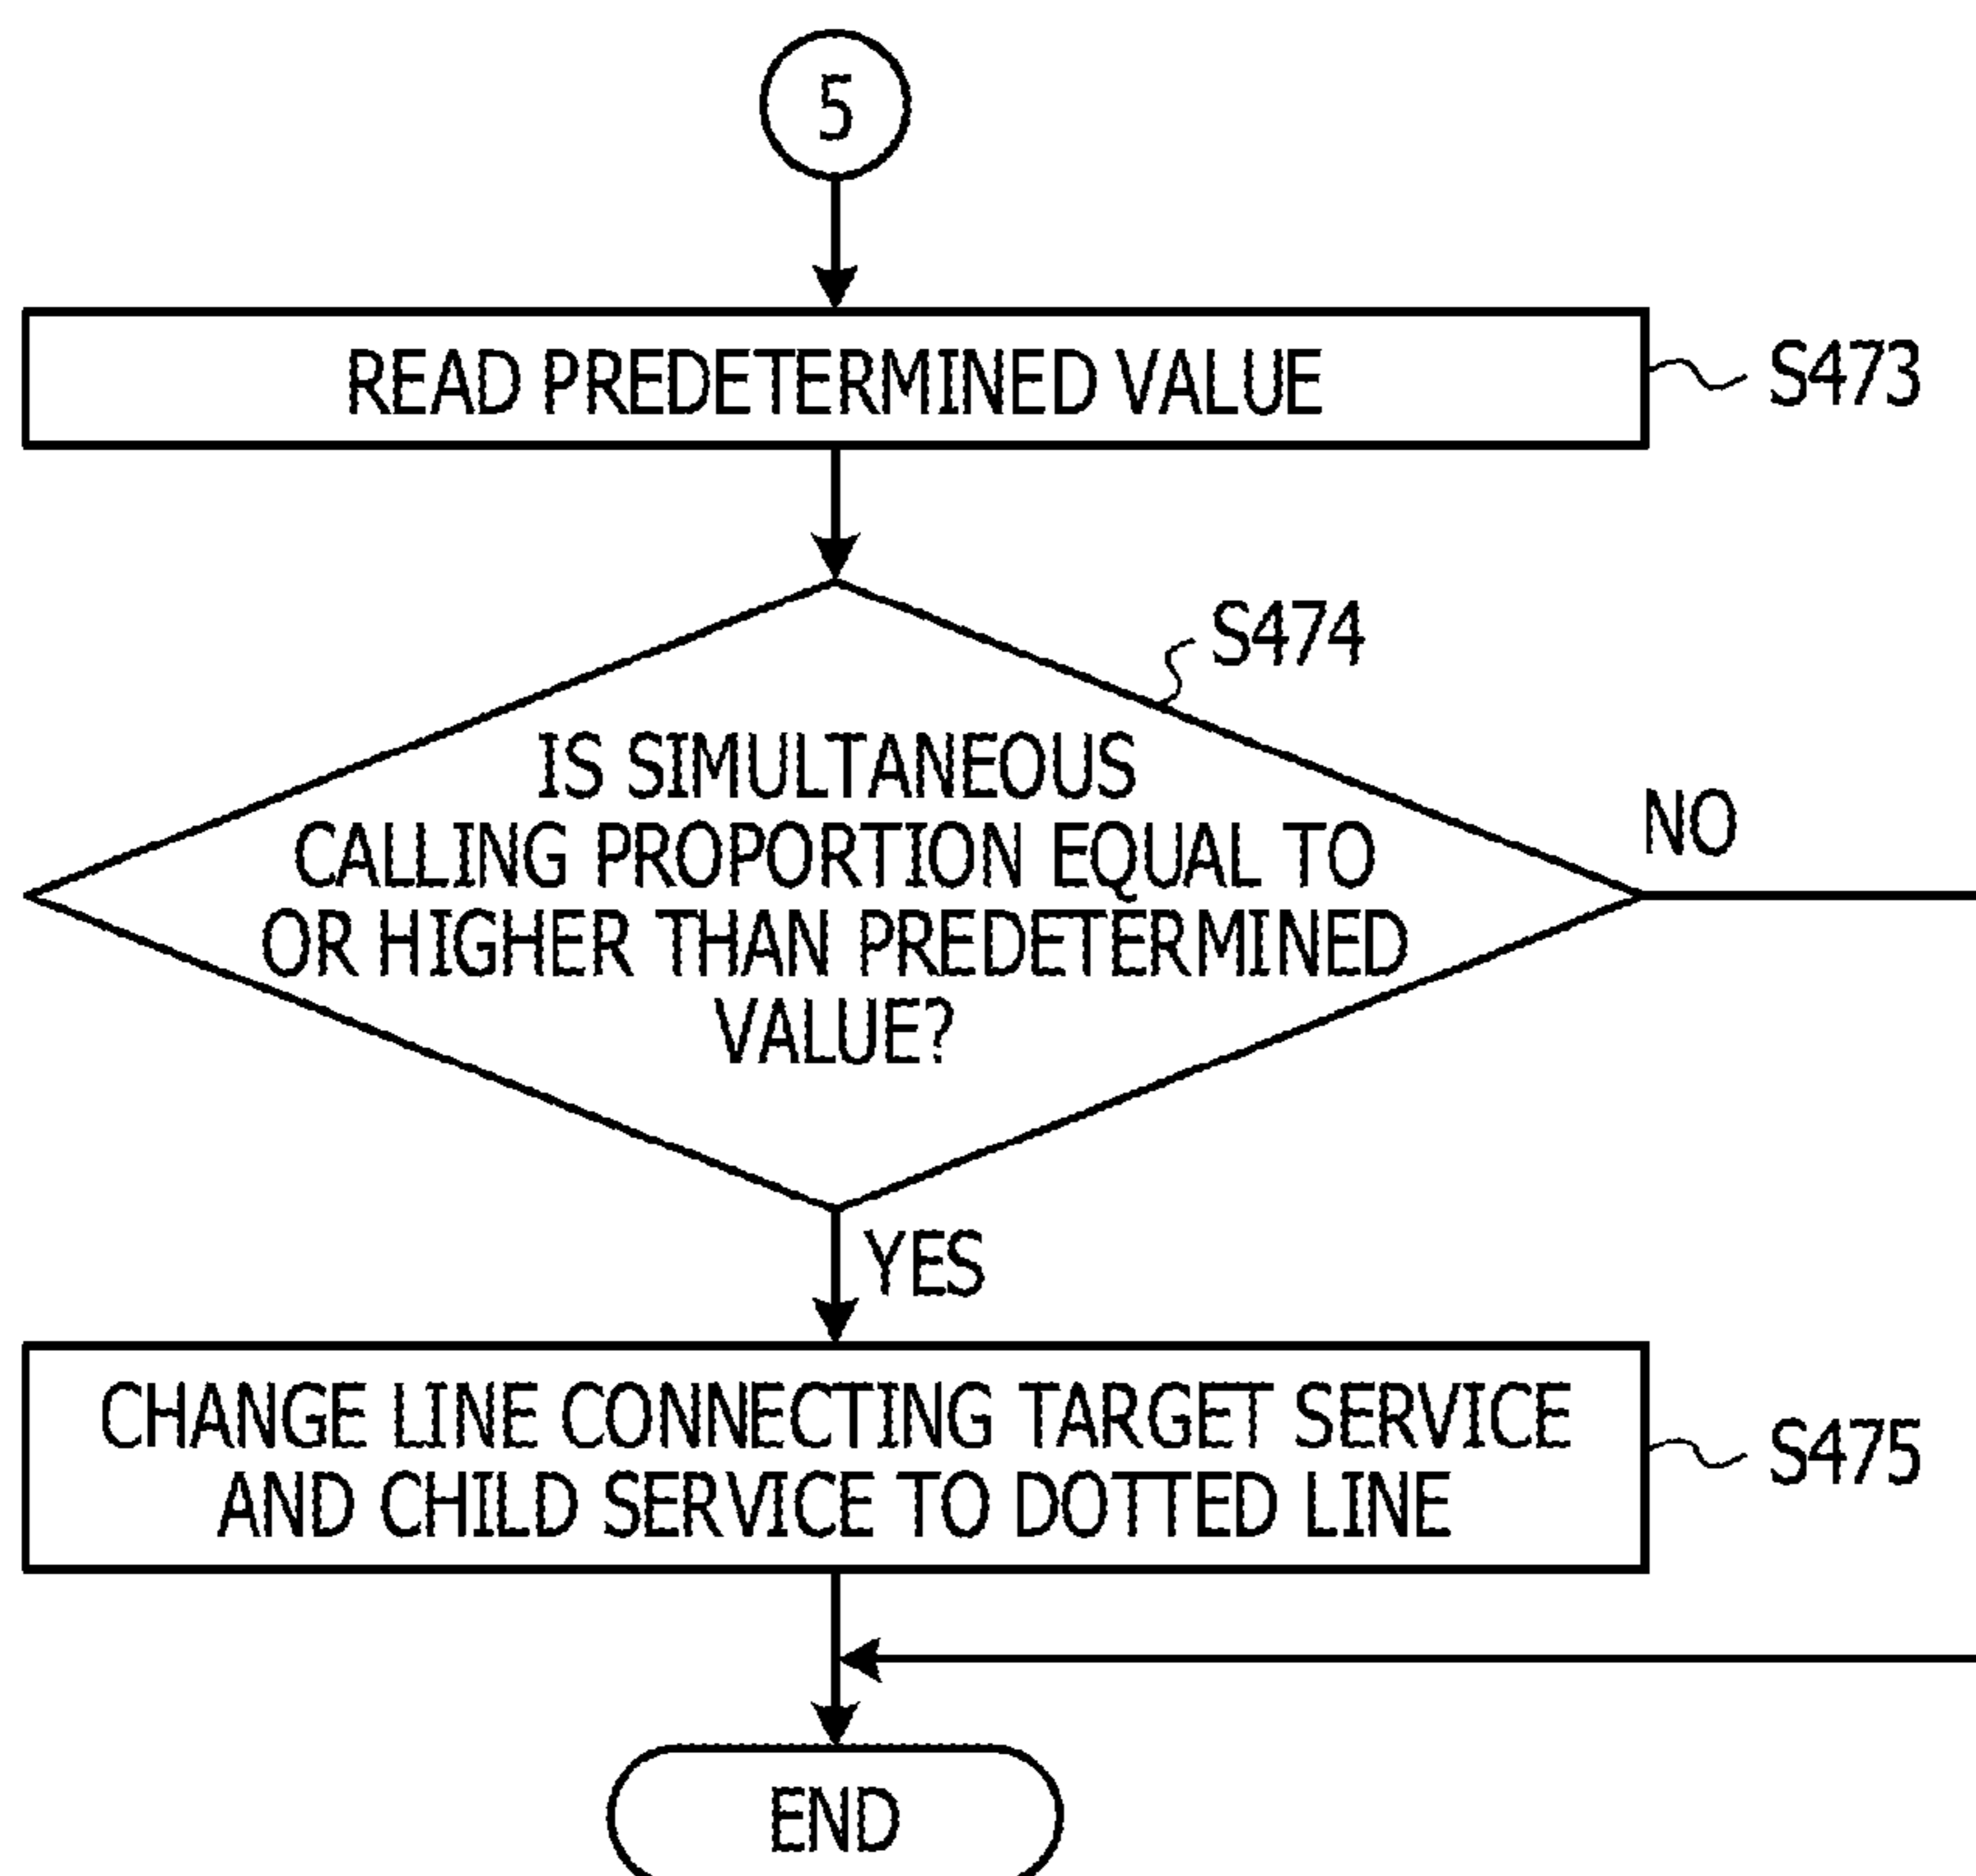 5
READ PREDETERMINED VALUE
S473
S474
IS SIMULTANEOUS
CALLING PROPORTION EQUAL TO
OR HIGHER THAN PREDETERMINED
VALUE?
NO
YES
CHANGE LINE CONNECTING TARGET SERVICE
AND CHILD SERVICE TO DOTTED LINE
S475
END